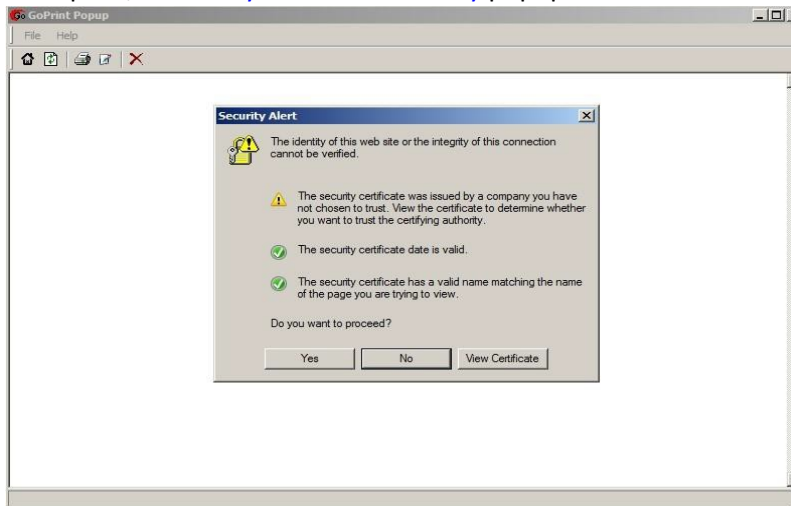 GoPrint Popup
File Help
Security Alert
The identity of this web site or the integrity of this connection
cannot be verified.
The security certificate was issued by a company you have
not chosen to trust. View the certificate to determine whether
you want to trust the certifying authority.
The security certificate date is valid.
The security certificate has a valid name matching the name
of the page you are trying to view.
Do you want to proceed?
Yes No View Certificate